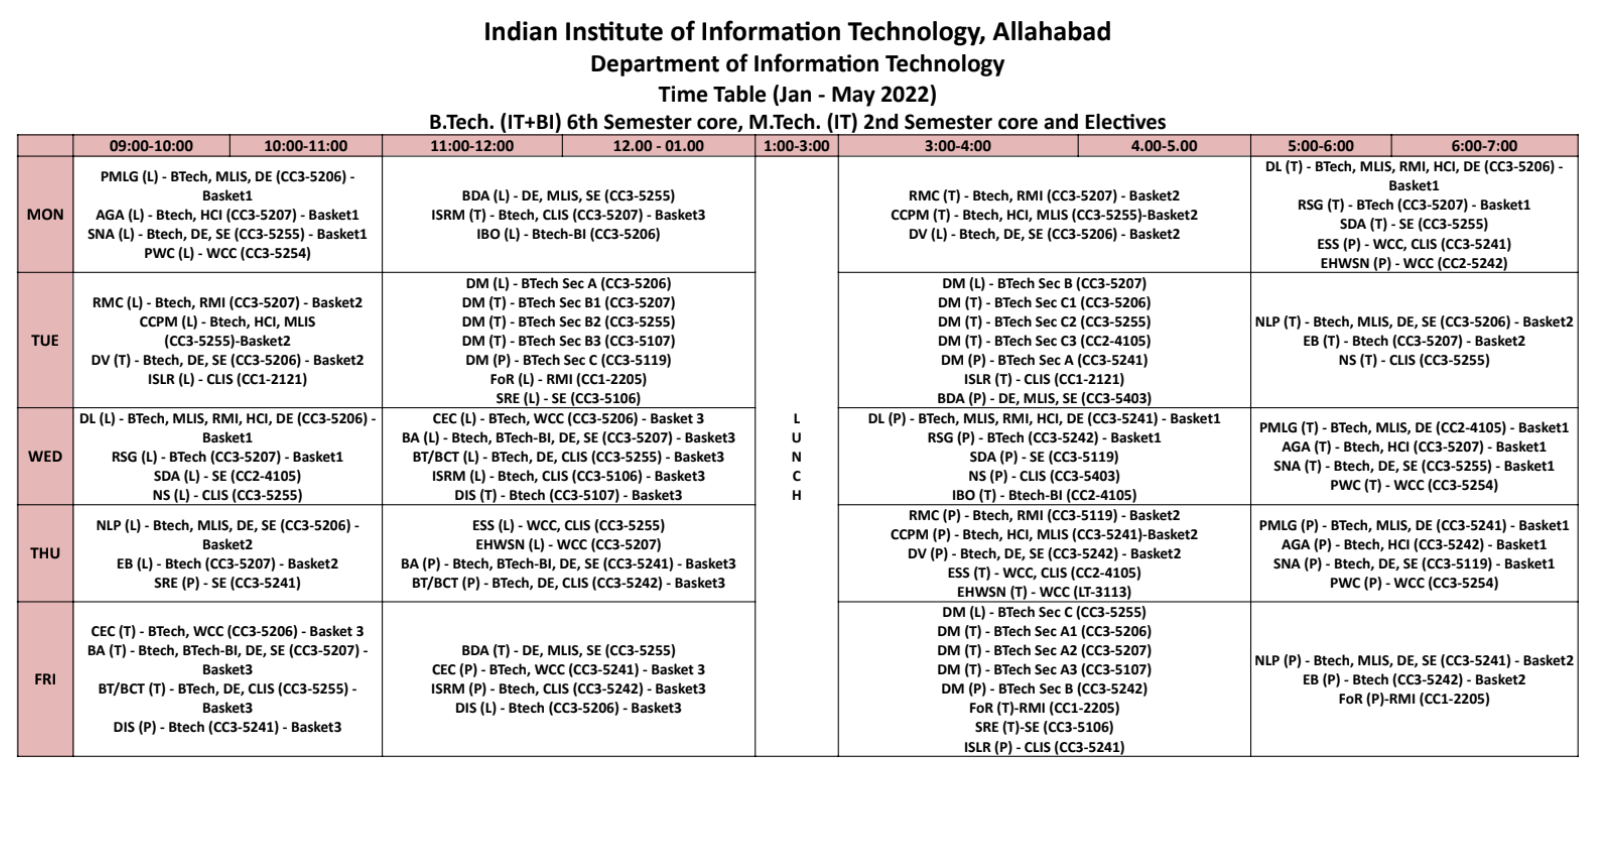 Indian Institute of Information Technology, Allahabad
Department of Information Technology
Time Table (Jan - May 2022)
B.Tech. (IT+BI) 6th Semester core, M.Tech. (IT) 2nd Semester core and Electives
09:00-10:00 10:00-11:00 11:00-12:00 12.00 - 01.00 1:00-3:00 3:00-4:00 4.00-5.00 5:00-6:00 6:00-7:00
MON
PMLG (L) - BTech, MLIS, DE (CC3-5206) -
Basket1
AGA (L) - Btech, HCI (CC3-5207) - Basket1
SNA (L) - Btech, DE, SE (CC3-5255) - Basket1
PWC (L) - WCC (CC3-5254)
BDA (L) - DE, MLIS, SE (CC3-5255)
ISRM (T) - Btech, CLIS (CC3-5207) - Basket3
IBO (L) - Btech-BI (CC3-5206)
RMC (T) - Btech, RMI (CC3-5207) - Basket2
CCPM (T) - Btech, HCI, MLIS (CC3-5255)-Basket2
DV (L) - Btech, DE, SE (CC3-5206) - Basket2
DL (T) - BTech, MLIS, RMI, HCI, DE (CC3-5206) -
Basket1
RSG (T) - BTech (CC3-5207) - Basket1
SDA (T) - SE (CC3-5255)
ESS (P) - WCC, CLIS (CC3-5241)
EHWSN (P) - WCC (CC2-5242)
TUE
RMC (L) - Btech, RMI (CC3-5207) - Basket2
CCPM (L) - Btech, HCI, MLIS
(CC3-5255)-Basket2
DV (T) - Btech, DE, SE (CC3-5206) - Basket2
ISLR (L) - CLIS (CC1-2121)
DM (L) - BTech Sec A (CC3-5206)
DM (T) - BTech Sec B1 (CC3-5207)
DM (T) - BTech Sec B2 (CC3-5255)
DM (T) - BTech Sec B3 (CC3-5107)
DM (P) - BTech Sec C (CC3-5119)
FoR (L) - RMI (CC1-2205)
SRE (L) - SE (CC3-5106)
DM (L) - BTech Sec B (CC3-5207)
DM (T) - BTech Sec C1 (CC3-5206)
DM (T) - BTech Sec C2 (CC3-5255)
DM (T) - BTech Sec C3 (CC2-4105)
DM (P) - BTech Sec A (CC3-5241)
ISLR (T) - CLIS (CC1-2121)
BDA (P) - DE, MLIS, SE (CC3-5403)
NLP (T) - Btech, MLIS, DE, SE (CC3-5206) - Basket2
EB (T) - Btech (CC3-5207) - Basket2
NS (T) - CLIS (CC3-5255)
WED
DL (L) - BTech, MLIS, RMI, HCI, DE (CC3-5206) -
Basket1
RSG (L) - BTech (CC3-5207) - Basket1
SDA (L) - SE (CC2-4105)
NS (L) - CLIS (CC3-5255)
CEC (L) - BTech, WCC (CC3-5206) - Basket 3
BA (L) - Btech, BTech-BI, DE, SE (CC3-5207) - Basket3
BT/BCT (L) - BTech, DE, CLIS (CC3-5255) - Basket3
ISRM (L) - Btech, CLIS (CC3-5106) - Basket3
DIS (T) - Btech (CC3-5107) - Basket3
L
U
N
C
H
DL (P) - BTech, MLIS, RMI, HCI, DE (CC3-5241) - Basket1
RSG (P) - BTech (CC3-5242) - Basket1
SDA (P) - SE (CC3-5119)
NS (P) - CLIS (CC3-5403)
IBO (T) - Btech-BI (CC2-4105)
PMLG (T) - BTech, MLIS, DE (CC2-4105) - Basket1
AGA (T) - Btech, HCI (CC3-5207) - Basket1
SNA (T) - Btech, DE, SE (CC3-5255) - Basket1
PWC (T) - WCC (CC3-5254)
THU
NLP (L) - Btech, MLIS, DE, SE (CC3-5206) -
Basket2
EB (L) - Btech (CC3-5207) - Basket2
SRE (P) - SE (CC3-5241)
ESS (L) - WCC, CLIS (CC3-5255)
EHWSN (L) - WCC (CC3-5207)
BA (P) - Btech, BTech-BI, DE, SE (CC3-5241) - Basket3
BT/BCT (P) - BTech, DE, CLIS (CC3-5242) - Basket3
RMC (P) - Btech, RMI (CC3-5119) - Basket2
CCPM (P) - Btech, HCI, MLIS (CC3-5241)-Basket2
DV (P) - Btech, DE, SE (CC3-5242) - Basket2
ESS (T) - WCC, CLIS (CC2-4105)
EHWSN (T) - WCC (LT-3113)
PMLG (P) - BTech, MLIS, DE (CC3-5241) - Basket1
AGA (P) - Btech, HCI (CC3-5242) - Basket1
SNA (P) - Btech, DE, SE (CC3-5119) - Basket1
PWC (P) - WCC (CC3-5254)
FRI
CEC (T) - BTech, WCC (CC3-5206) - Basket 3
BA (T) - Btech, BTech-BI, DE, SE (CC3-5207) -
Basket3
BT/BCT (T) - BTech, DE, CLIS (CC3-5255) -
Basket3
DIS (P) - Btech (CC3-5241) - Basket3
BDA (T) - DE, MLIS, SE (CC3-5255)
CEC (P) - BTech, WCC (CC3-5241) - Basket 3
ISRM (P) - Btech, CLIS (CC3-5242) - Basket3
DIS (L) - Btech (CC3-5206) - Basket3
DM (L) - BTech Sec C (CC3-5255)
DM (T) - BTech Sec A1 (CC3-5206)
DM (T) - BTech Sec A2 (CC3-5207)
DM (T) - BTech Sec A3 (CC3-5107)
DM (P) - BTech Sec B (CC3-5242)
FoR (T)-RMI (CC1-2205)
SRE (T)-SE (CC3-5106)
ISLR (P) - CLIS (CC3-5241)
NLP (P) - Btech, MLIS, DE, SE (CC3-5241) - Basket2
EB (P) - Btech (CC3-5242) - Basket2
FoR (P)-RMI (CC1-2205)